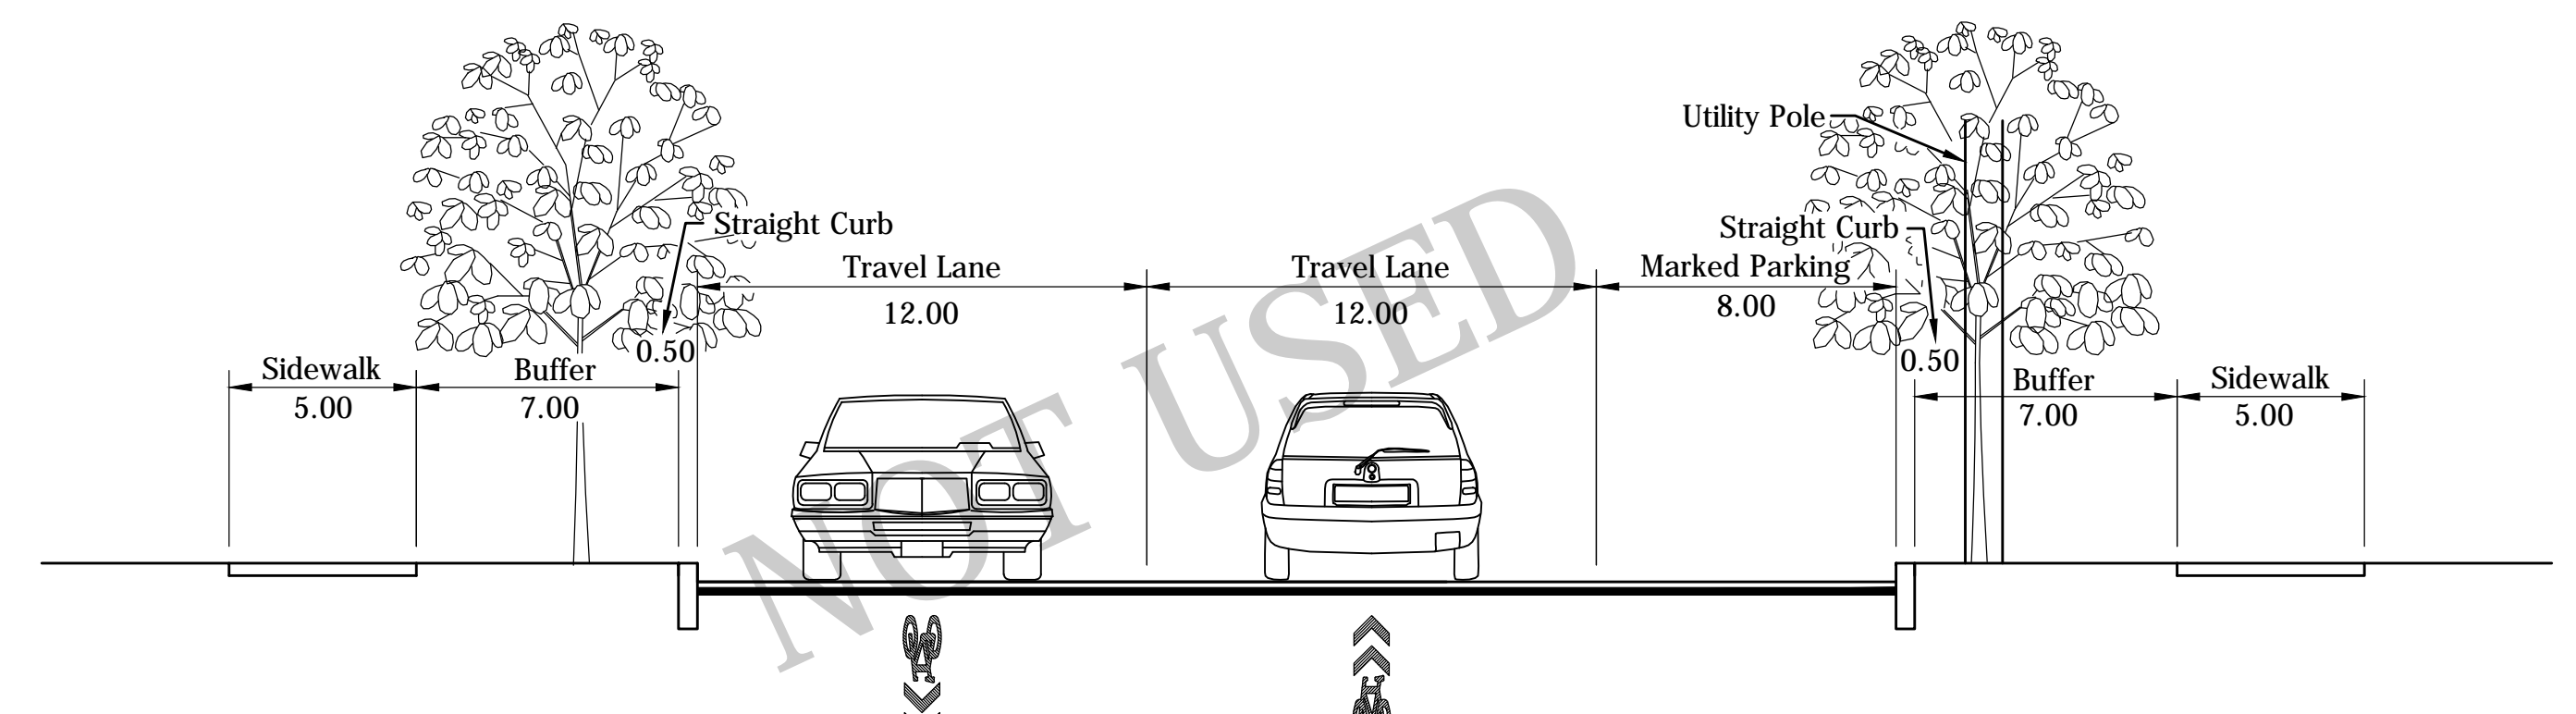 Utility Pole
Straight Curb
Straight Curb
Travel Lane
12.00
Travel Lane
12.00
Marked Parking
8.00
0.50
0.50
Sidewalk
5.00
Buffer
7.00
Buffer
7.00
Sidewalk
5.00
NOT USED